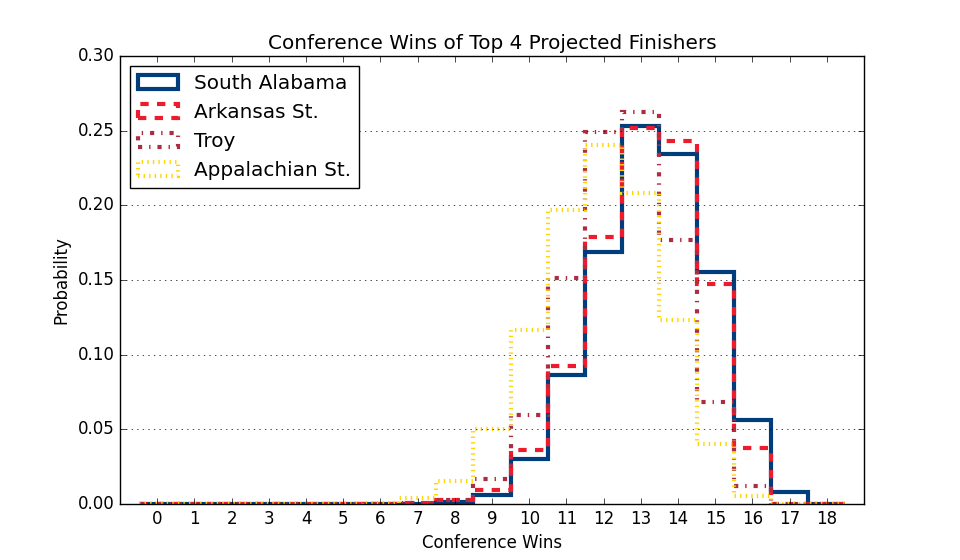 Conference Wins of Top 4 Projected Finishers
0.30
South Alabama
Arkansas St.
Troy
Appalachian St.
0.25
0.20
0.15
0.10
0.05
0.00
Probability
0 1 2 3 4 5 6 7 8 9 10 11 12 13 14 15 16 17 18
Conference Wins